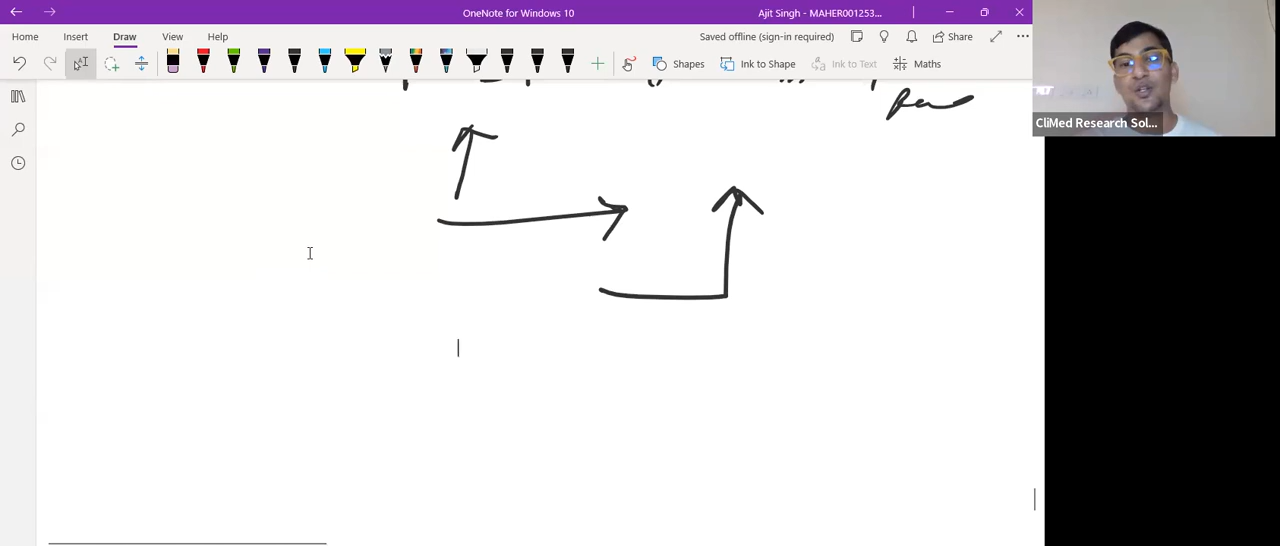 OneNote for Windows 10
Ajit Singh - MAHER001253...
Home Insert Draw View Help
Saved offline (sign-in required)
Share
Shapes
Ink to Shape
Ink to Text
Maths
CliMed Research Sol...